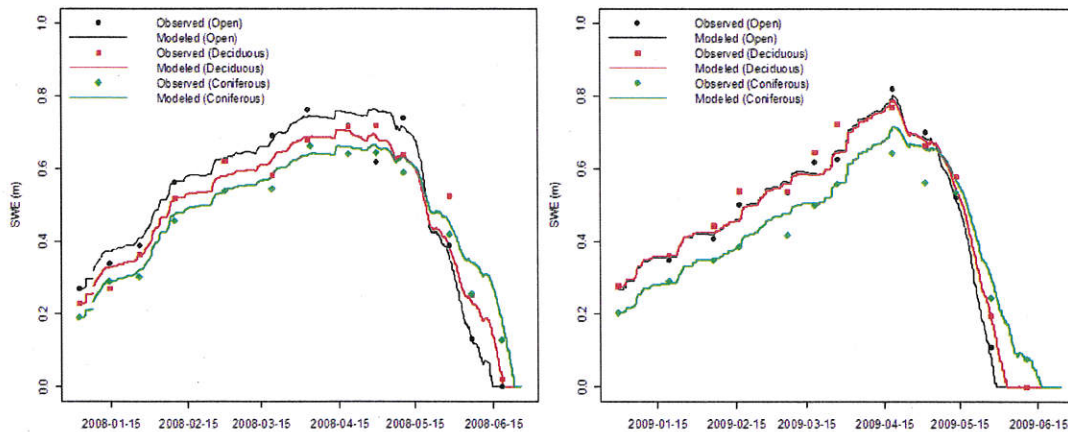 Observed (Open)
Modeled (Open)
Observed (Deciduous)
Modeled (Deciduous)
Observed (Coniferous)
Modeled (Coniferous)
SWE (m)
1.0
0.8
0.6
0.4
0.2
0.0
2008-01-15 2008-02-15 2008-03-15 2008-04-15 2008-05-15 2008-06-15
Observed (Open)
Modeled (Open)
Observed (Deciduous)
Modeled (Deciduous)
Observed (Coniferous)
Modeled (Coniferous)
SWE (m)
1.0
0.8
0.6
0.4
0.2
0.0
2009-01-15 2009-02-15 2009-03-15 2009-04-15 2009-05-15 2009-06-15